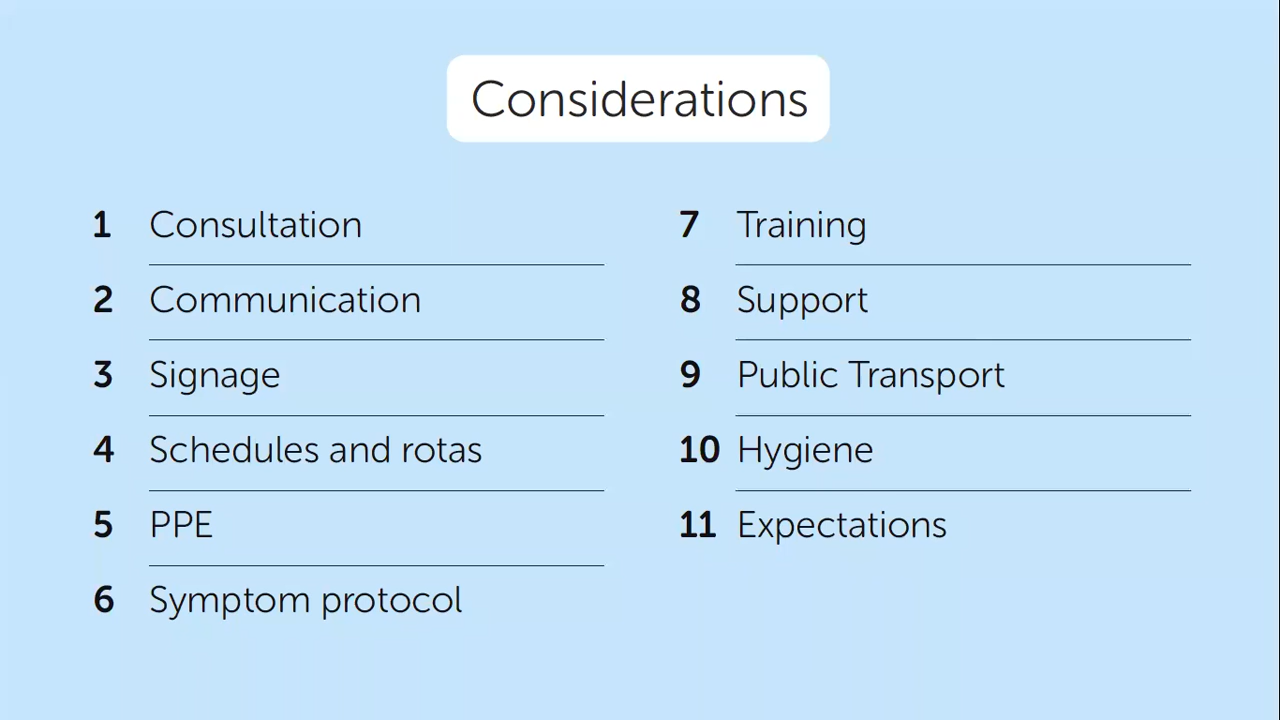 Considerations
1 Consultation
2 Communication
3 Signage
4 Schedules and rotas
5 PPE
6 Symptom protocol
7 Training
8 Support
9 Public Transport
10 Hygiene
11 Expectations